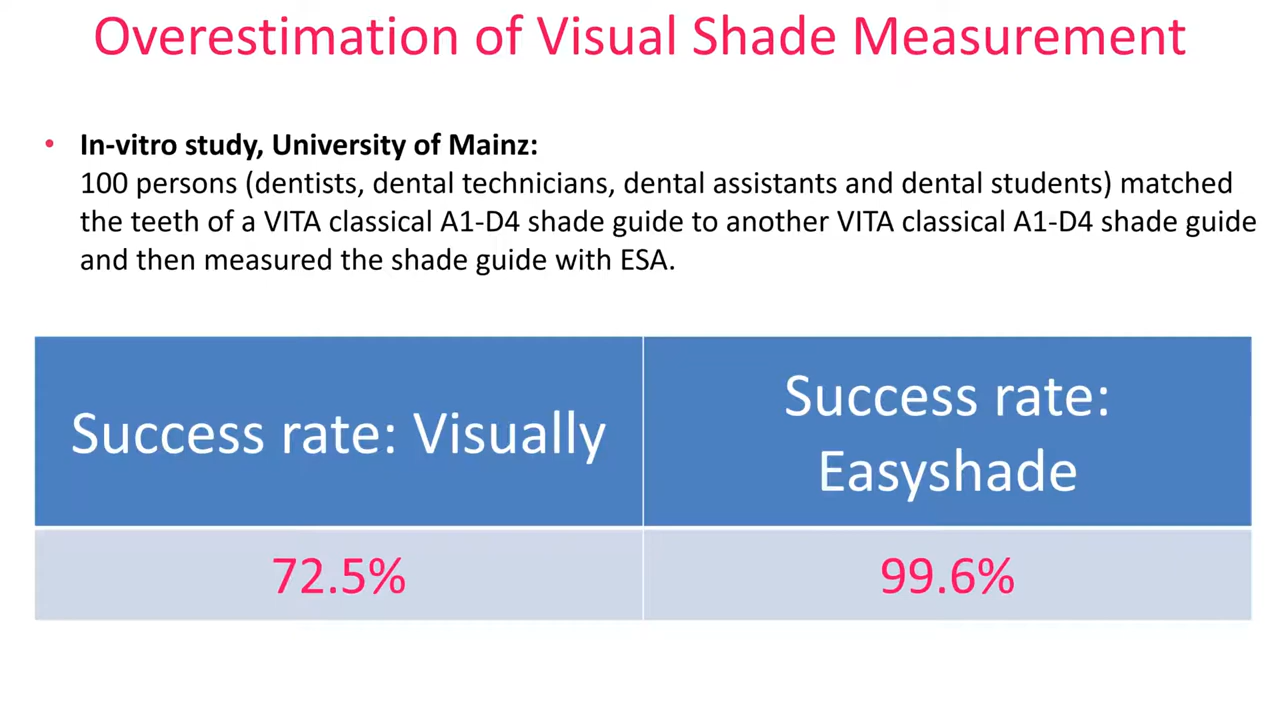 Overestimation of Visual Shade Measurement
• In-vitro study, University of Mainz:
100 persons (dentists, dental technicians, dental assistants and dental students) matched
the teeth of a VITA classical A1-D4 shade guide to another VITA classical A1-D4 shade guide
and then measured the shade guide with ESA.
Success rate: Visually
Success rate:
Easyshade
72.5%
99.6%